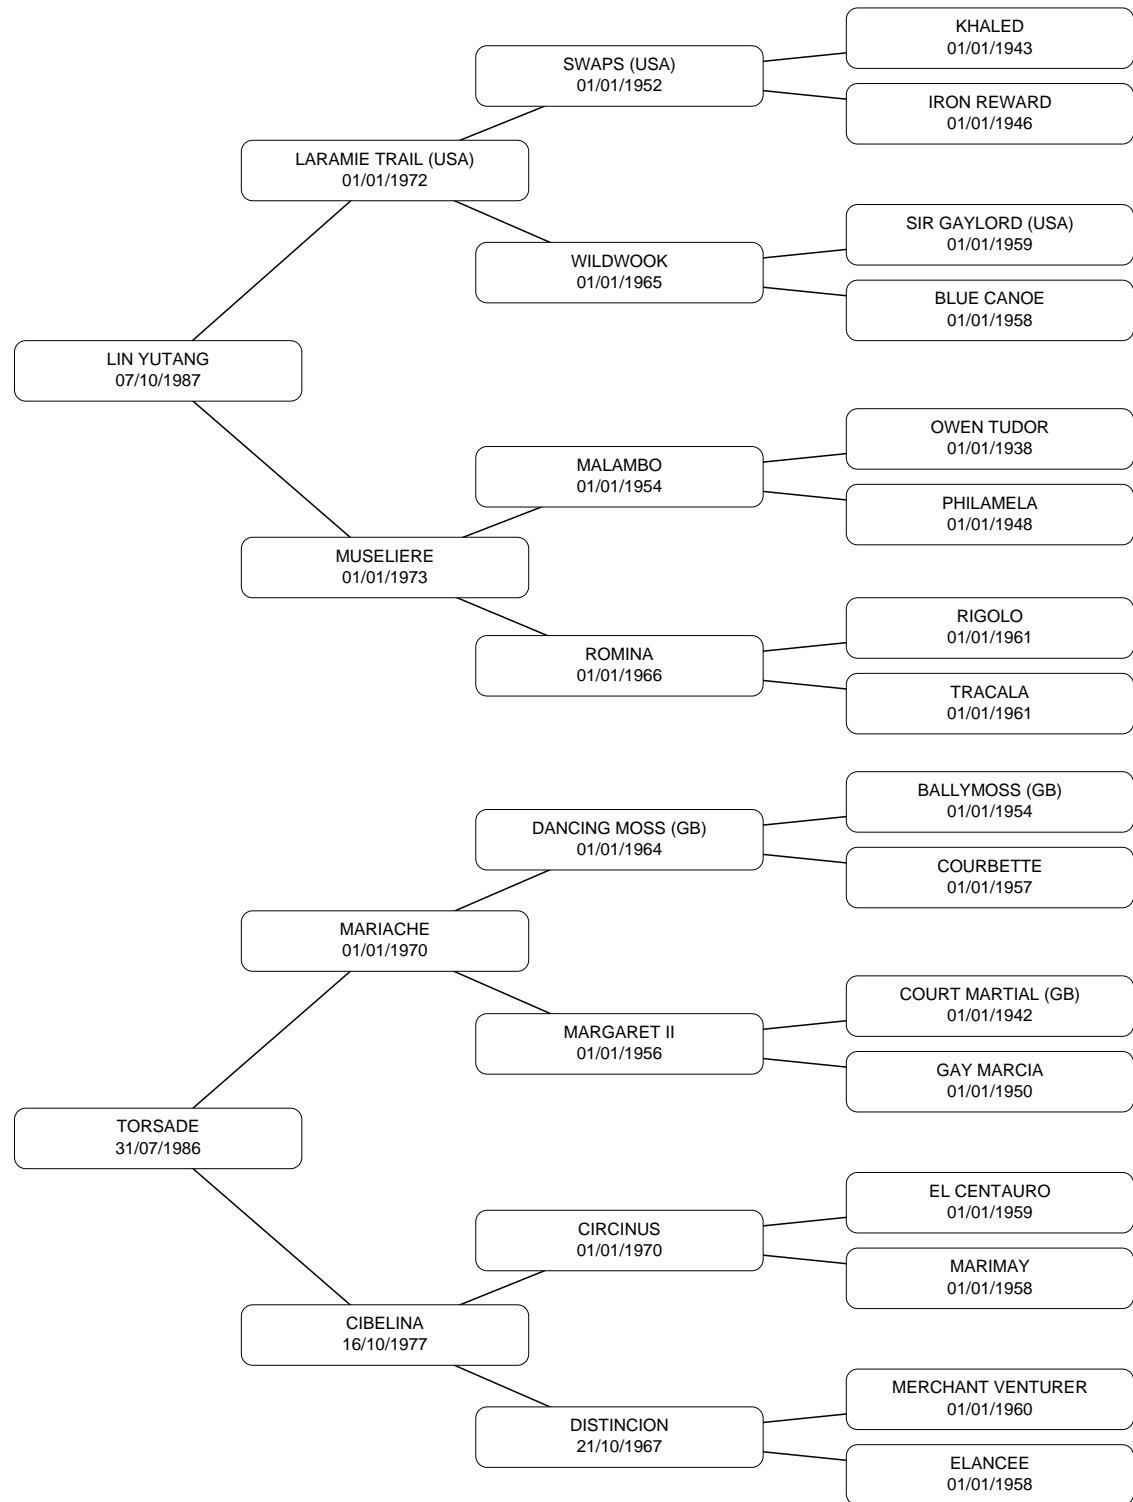 KHALED
01/01/1943
SWAPS (USA)
01/01/1952
IRON REWARD
01/01/1946
LARAMIE TRAIL (USA)
01/01/1972
SIR GAYLORD (USA)
01/01/1959
WILDWOOK
01/01/1965
BLUE CANOE
01/01/1958
LIN YUTANG
07/10/1987
OWEN TUDOR
01/01/1938
MALAMBO
01/01/1954
PHILAMELA
01/01/1948
MUSELIERE
01/01/1973
RIGOLO
01/01/1961
ROMINA
01/01/1966
TRACALA
01/01/1961
BALLYMOSS (GB)
01/01/1954
DANCING MOSS (GB)
01/01/1964
COURBETTE
01/01/1957
MARIACHE
01/01/1970
COURT MARTIAL (GB)
01/01/1942
MARGARET II
01/01/1956
GAY MARCIA
01/01/1950
TORSADE
31/07/1986
EL CENTAURO
01/01/1959
CIRCINUS
01/01/1970
MARIMAY
01/01/1958
CIBELINA
16/10/1977
MERCHANT VENTURER
01/01/1960
DISTINCION
21/10/1967
ELANCEE
01/01/1958